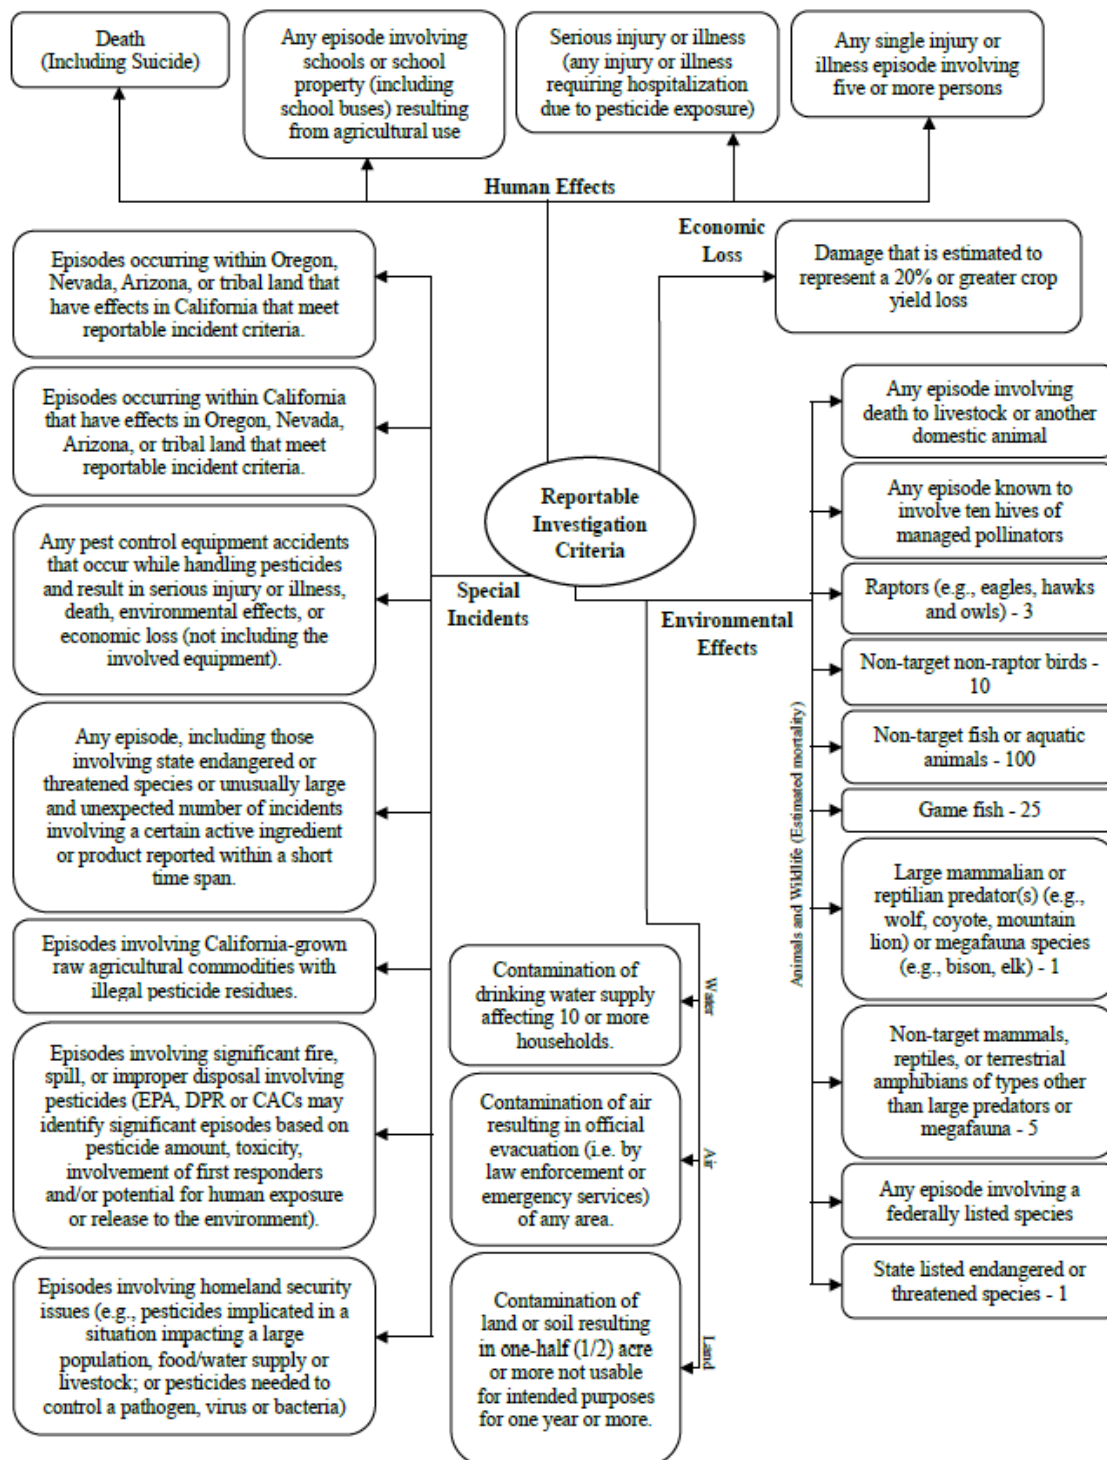 Death
(Including Suicide)
Any episode involving
schools or school
property (including
school buses) resulting
from agricultural use
Serious injury or illness
(any injury or illness
requiring hospitalization
due to pesticide exposure)
Any single injury or
illness episode involving
five or more persons
Human Effects
Economic
Loss
Damage that is estimated to
represent a 20% or greater crop
yield loss
Episodes occurring within Oregon,
Nevada, Arizona, or tribal land that
have effects in California that meet
reportable incident criteria.
Episodes occurring within California
that have effects in Oregon, Nevada,
Arizona, or tribal land that meet
reportable incident criteria.
Any pest control equipment accidents
that occur while handling pesticides
and result in serious injury or illness,
death, environmental effects, or
economic loss (not including the
involved equipment).
Any episode, including those
involving state endangered or
threatened species or unusually large
and unexpected number of incidents
involving a certain active ingredient
or product reported within a short
time span.
Episodes involving California-grown
raw agricultural commodities with
illegal pesticide residues.
Episodes involving significant fire,
spill, or improper disposal involving
pesticides (EPA, DPR or CACs may
identify significant episodes based on
pesticide amount, toxicity,
involvement of first responders
and/or potential for human exposure
or release to the environment).
Episodes involving homeland security
issues (e.g., pesticides implicated in a
situation impacting a large
population, food/water supply or
livestock; or pesticides needed to
control a pathogen, virus or bacteria)
Reportable
Investigation
Criteria
Special
Incidents
Environmental
Effects
Water
Contamination of
drinking water supply
affecting 10 or more
households.
Air
Contamination of air
resulting in official
evacuation (i.e. by
law enforcement or
emergency services)
of any area.
Land
Contamination of
land or soil resulting
in one-half (1/2) acre
or more not usable
for intended purposes
for one year or more.
Animals and Wildlife (Estimated mortality)
Any episode involving
death to livestock or another
domestic animal
Any episode known to
involve ten hives of
managed pollinators
Raptors (e.g., eagles, hawks
and owls) - 3
Non-target non-raptor birds -
10
Non-target fish or aquatic
animals - 100
Game fish - 25
Large mammalian or
reptilian predator(s) (e.g.,
wolf, coyote, mountain
lion) or megafauna species
(e.g., bison, elk) - 1
Non-target mammals,
reptiles, or terrestrial
amphibians of types other
than large predators or
megafauna - 5
Any episode involving a
federally listed species
State listed endangered or
threatened species - 1